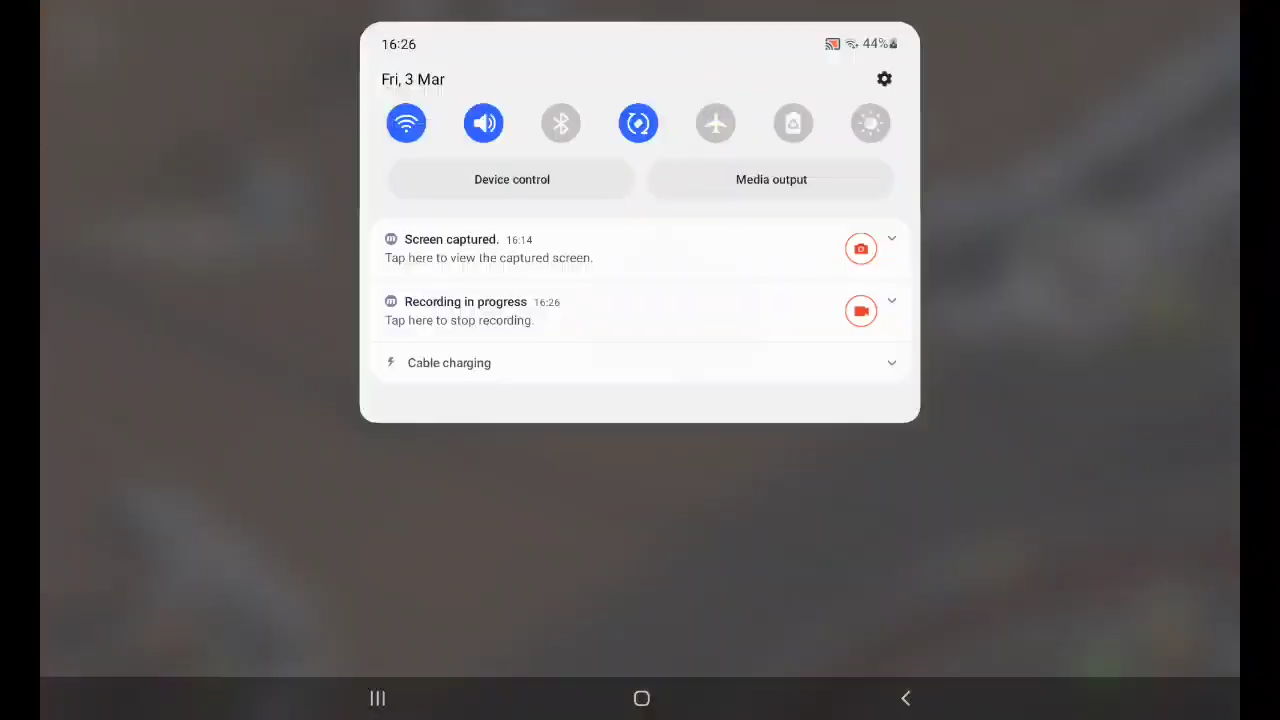 16:26
44%
Fri, 3 Mar
Device control
Media output
Screen captured. 16:14
Tap here to view the captured screen.
Recording in progress 16:26
Tap here to stop recording.
Cable charging